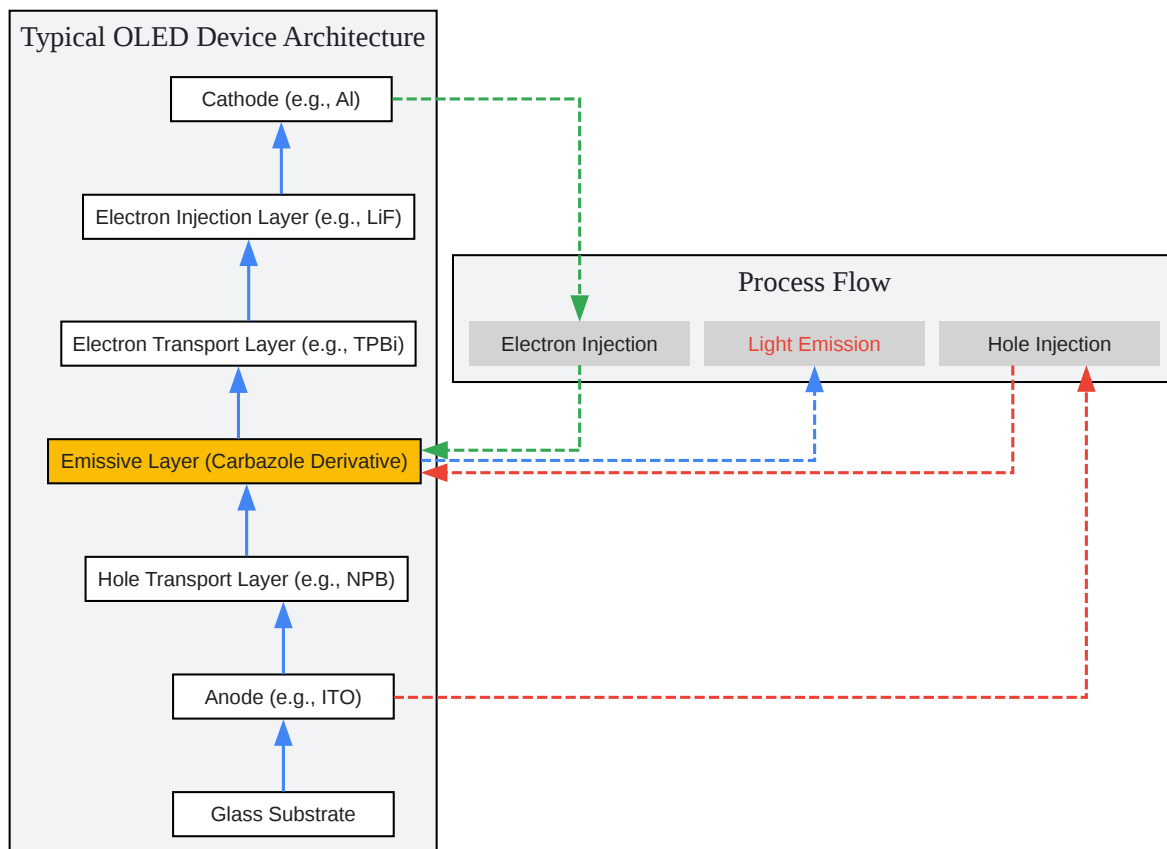 Typical OLED Device Architecture
Cathode (e.g., Al)
Electron Injection Layer (e.g., LiF)
Electron Transport Layer (e.g., TPBi)
Emissive Layer (Carbazole Derivative)
Hole Transport Layer (e.g., NPB)
Anode (e.g., ITO)
Glass Substrate
Process Flow
Electron Injection
Light Emission
Hole Injection